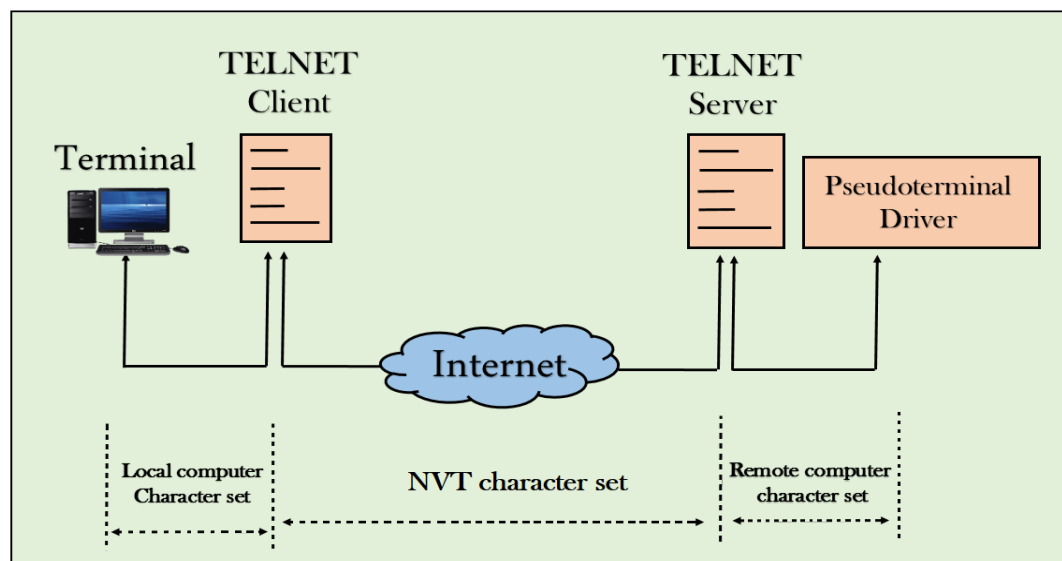 TELNET
Client
TELNET
Server
Terminal
Pseudoterminal
Driver
Internet
Local computer
Character set
NVT character set
Remote computer
character set